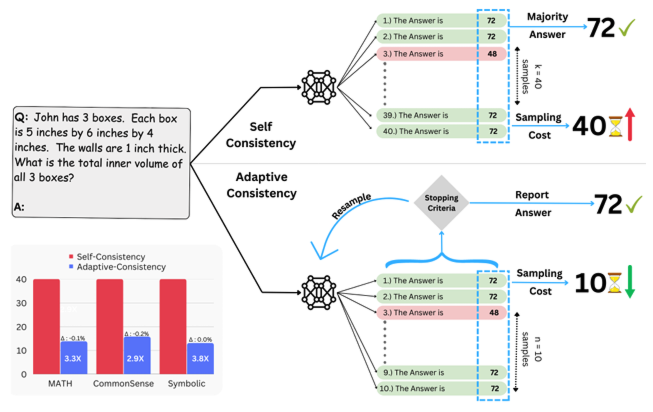 Q: John has 3 boxes. Each box
is 5 inches by 6 inches by 4
inches. The walls are 1 inch thick.
What is the total inner volume of
all 3 boxes?
A:
Self
Consistency
1.) The Answer is 72
2.) The Answer is 72
3.) The Answer is 48
39.) The Answer is 72
40.) The Answer is 72
k = 40
samples
Majority
Answer
72
Sampling
Cost
40
Adaptive
Consistency
Resample
Stopping
Criteria
Report
Answer
72
1.) The Answer is 72
2.) The Answer is 72
3.) The Answer is 48
9.) The Answer is 72
10.) The Answer is 72
n = 10
samples
Sampling
Cost
10
Self-Consistency
Adaptive-Consistency
40
30
20
10
0
Δ : -0.1%
Δ : -0.2%
Δ : 0.0%
3.3X
2.9X
3.8X
MATH
CommonSense
Symbolic